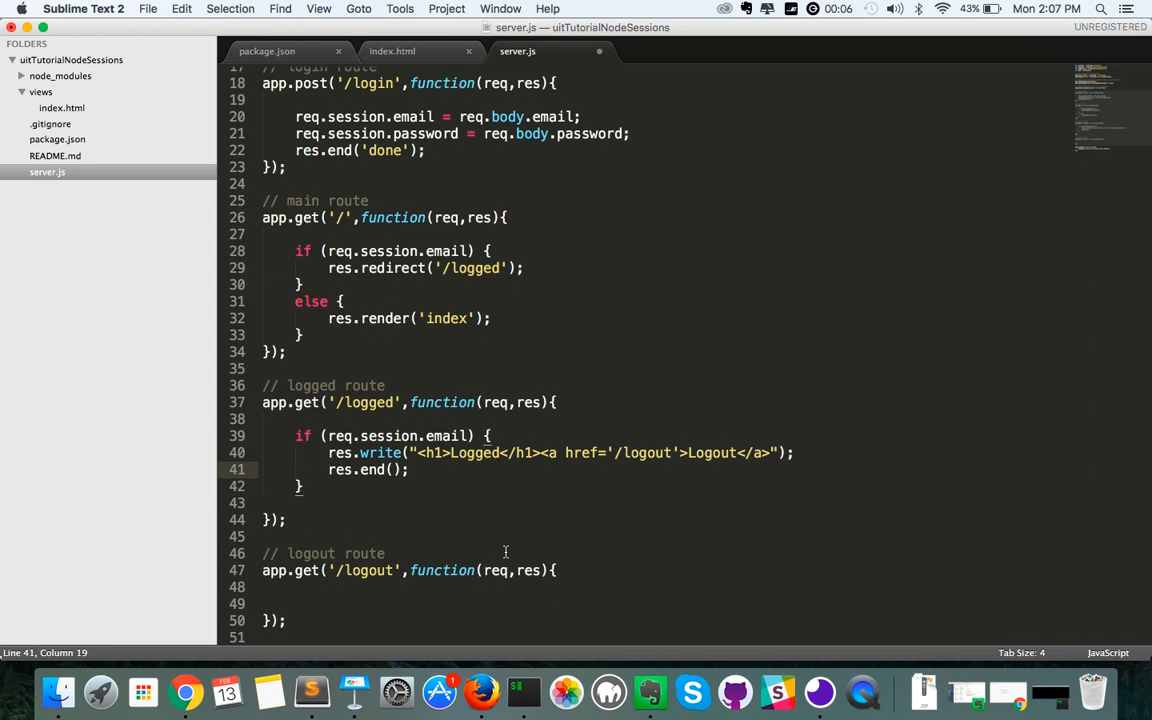 Sublime Text 2 File Edit Selection Find View Goto Tools Project Window Help 00:06 43% Mon 2:07 PM
server.js — uitTutorialNodeSessions UNREGISTERED
FOLDERS
uitTutorialNodeSessions
node_modules
views
index.html
.gitignore
package.json
README.md
server.js
package.json × index.html × server.js
17 // login route
18 app.post('/login',function(req,res){
19
20 req.session.email = req.body.email;
21 req.session.password = req.body.password;
22 res.end('done');
23 });
24
25 // main route
26 app.get('/',function(req,res){
27
28 if (req.session.email) {
29 res.redirect('/logged');
30 }
31 else {
32 res.render('index');
33 }
34 });
35
36 // logged route
37 app.get('/logged',function(req,res){
38
39 if (req.session.email) {
40 res.write("<h1>Logged</h1><a href='/logout'>Logout</a>");
41 res.end();
42 }
43
44 });
45
46 // logout route
47 app.get('/logout',function(req,res){
48
49
50 });
51
Line 41, Column 19 Tab Size: 4 JavaScript
FEB
13
1
$
S
ZIP